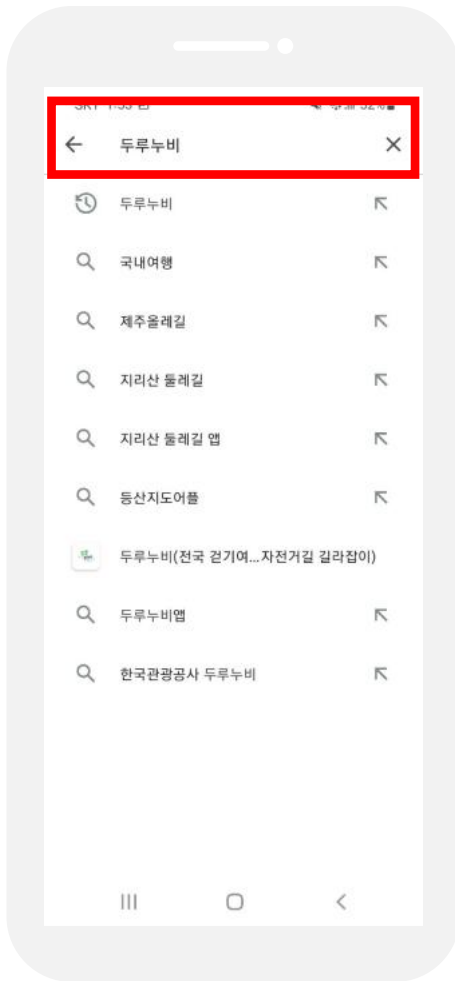 두루누비
두루누비
국내여행
제주올레길
지리산 둘레길
지리산 둘레길 앱
등산지도어플
두루누비(전국 걷기여...자전거길 길라잡이)
두루누비앱
한국관광공사 두루누비